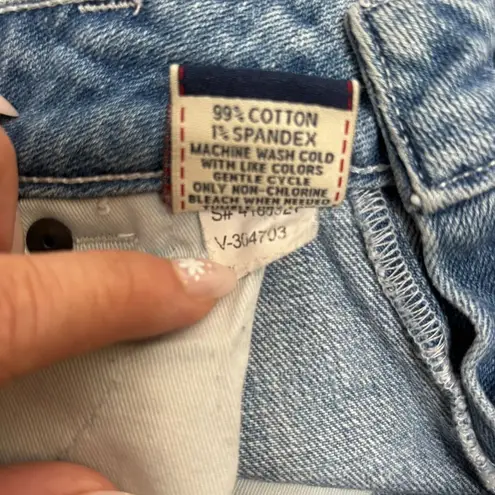 99% COTTON
1% SPANDEX
MACHINE WASH COLD
WITH LIKE COLORS
GENTLE CYCLE
ONLY NON-CHLORINE
BLEACH WHEN NEEDED
S#
V-304703